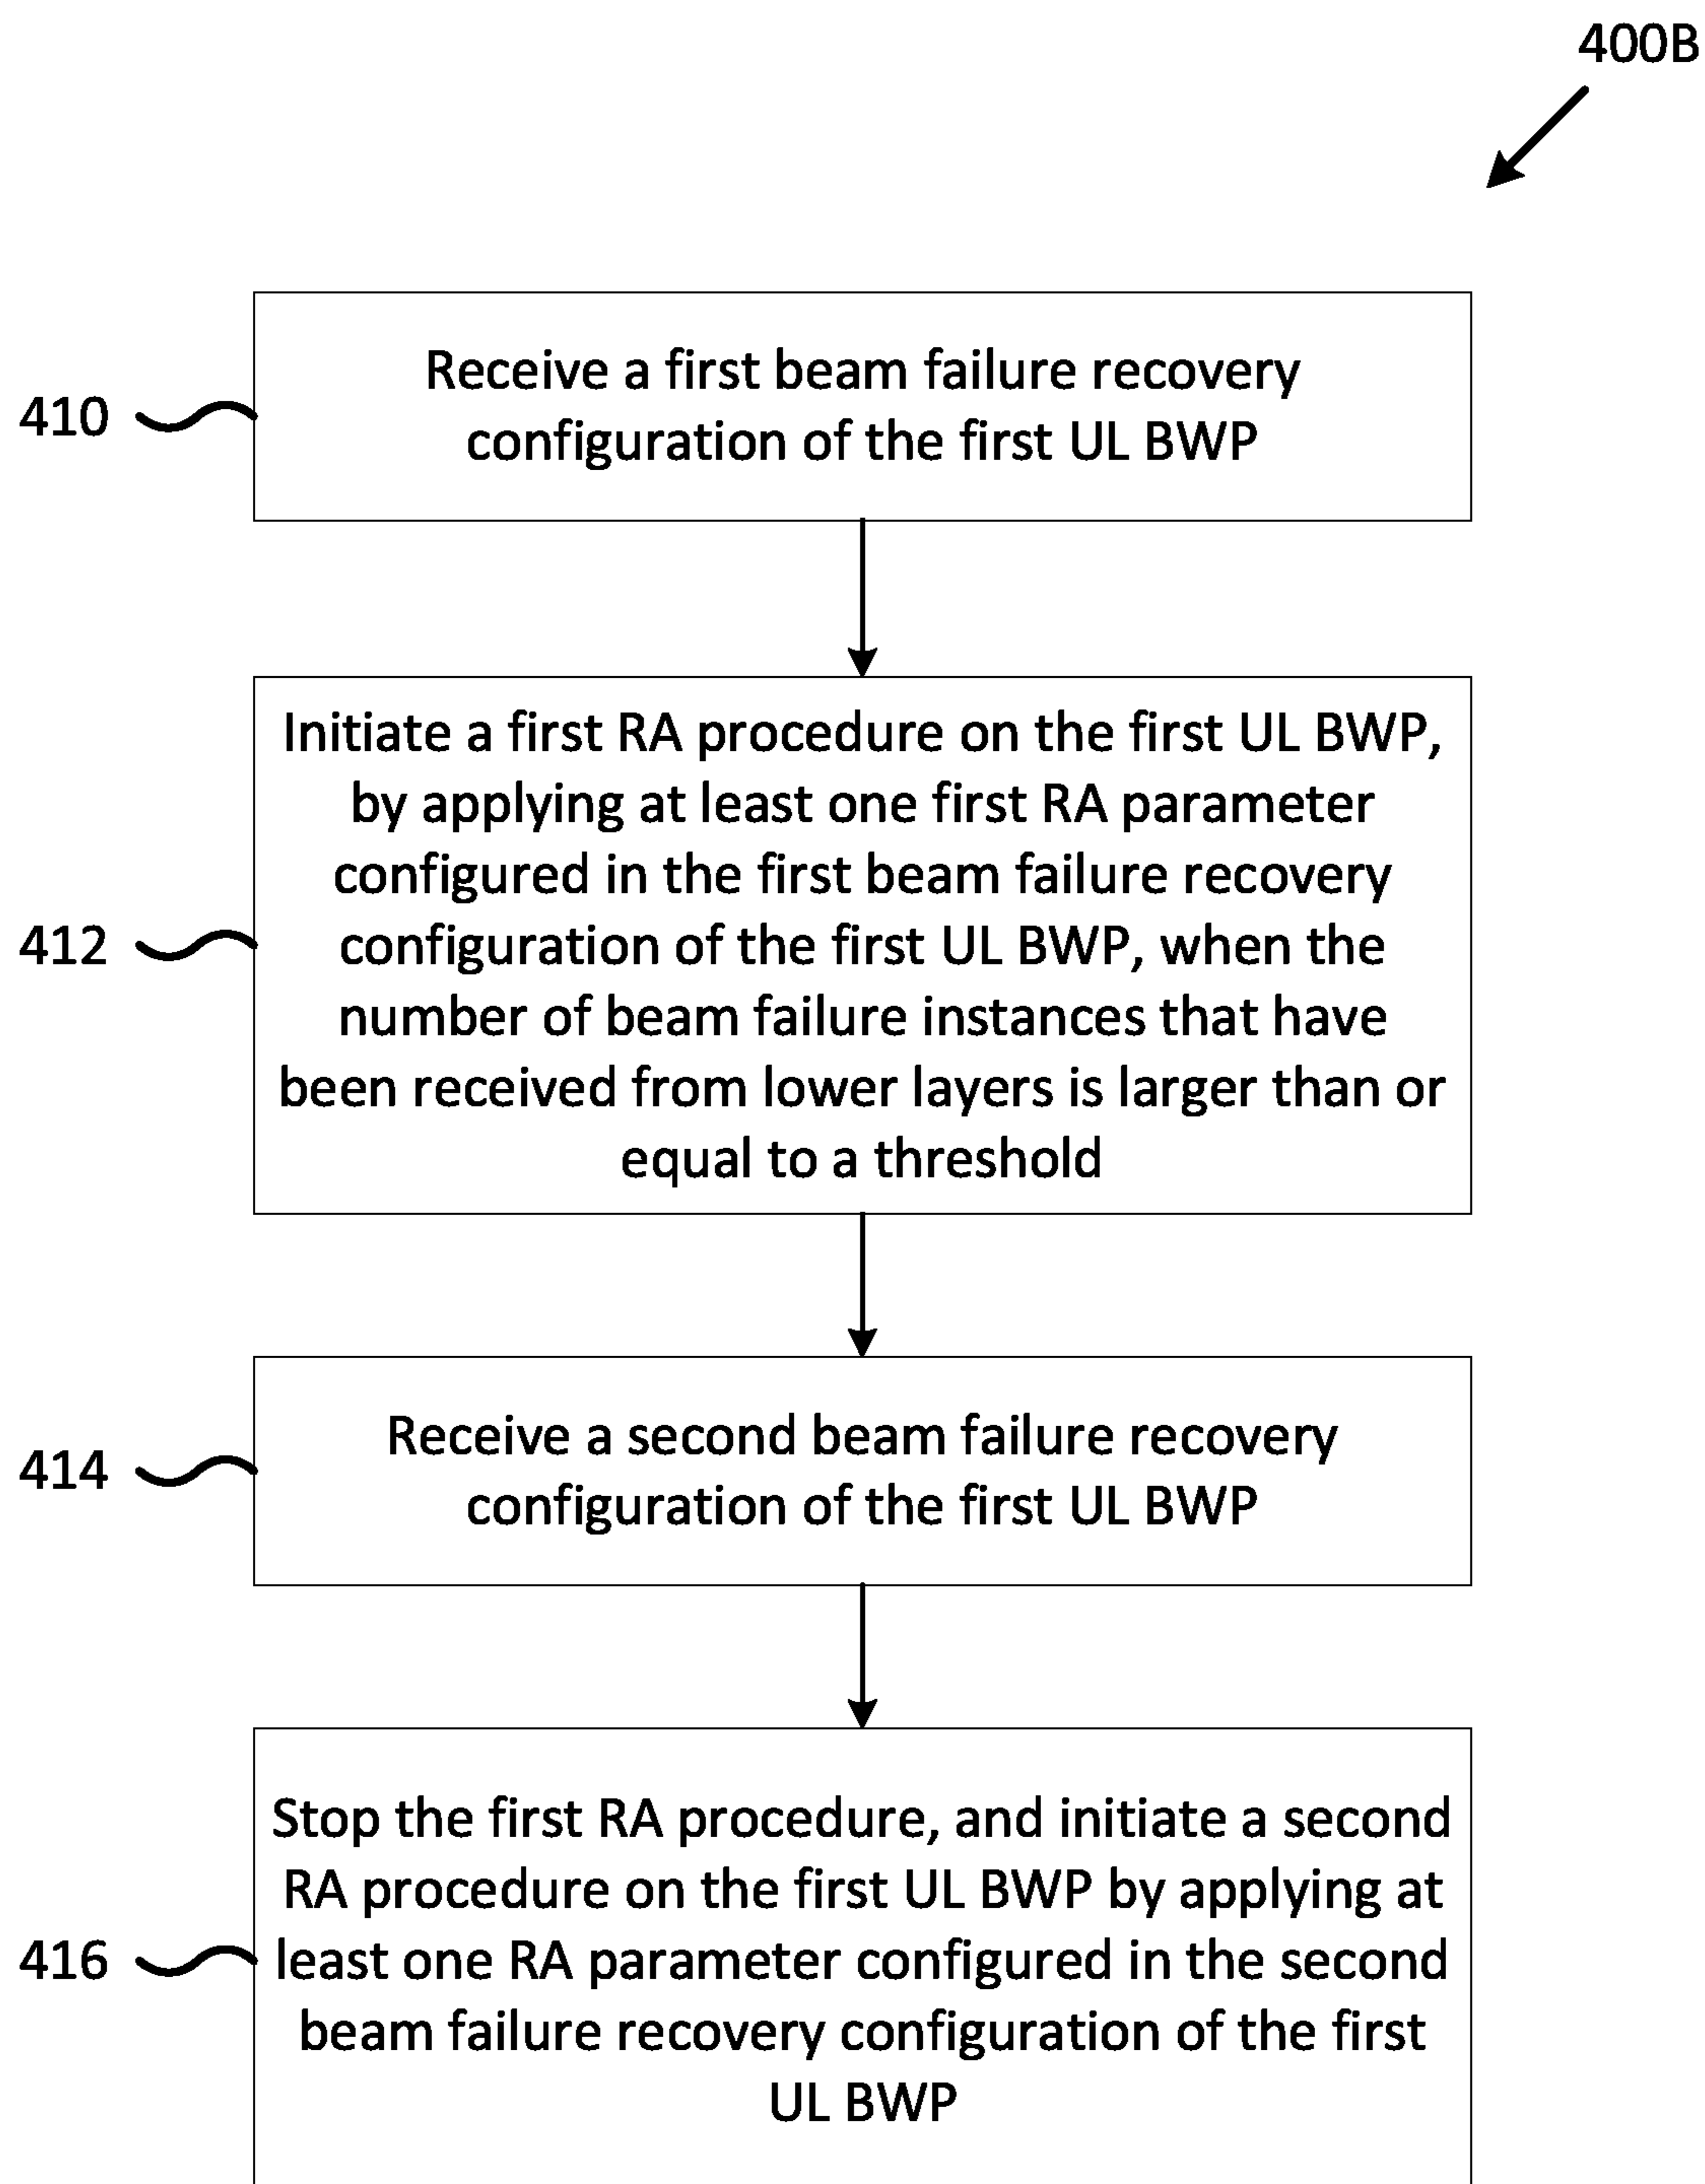 400B
410
Receive a first beam failure recovery
configuration of the first UL BWP
412
Initiate a first RA procedure on the first UL BWP,
by applying at least one first RA parameter
configured in the first beam failure recovery
configuration of the first UL BWP, when the
number of beam failure instances that have
been received from lower layers is larger than or
equal to a threshold
414
Receive a second beam failure recovery
configuration of the first UL BWP
416
Stop the first RA procedure, and initiate a second
RA procedure on the first UL BWP by applying at
least one RA parameter configured in the second
beam failure recovery configuration of the first
UL BWP